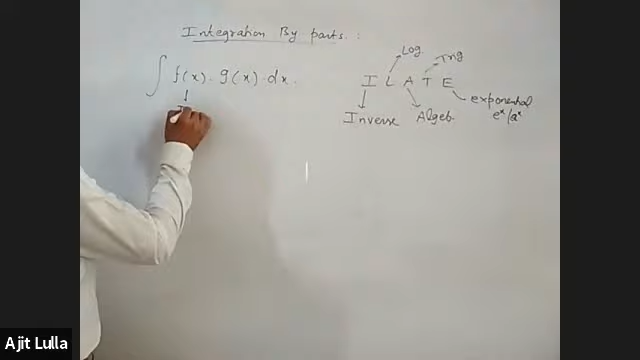 Integration By parts :
∫ f(x) · g(x) · dx.
Log
Trig
I L A T E
exponential
e^x/a^x
Inverse Algeb.
Ajit Lulla